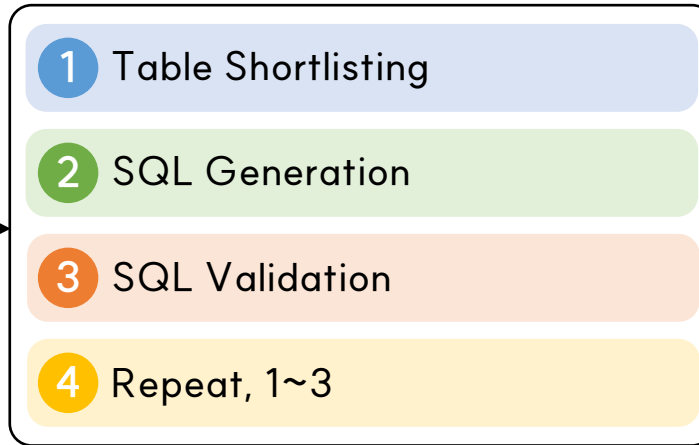 1 Table Shortlisting
2 SQL Generation
3 SQL Validation
4 Repeat, 1~3